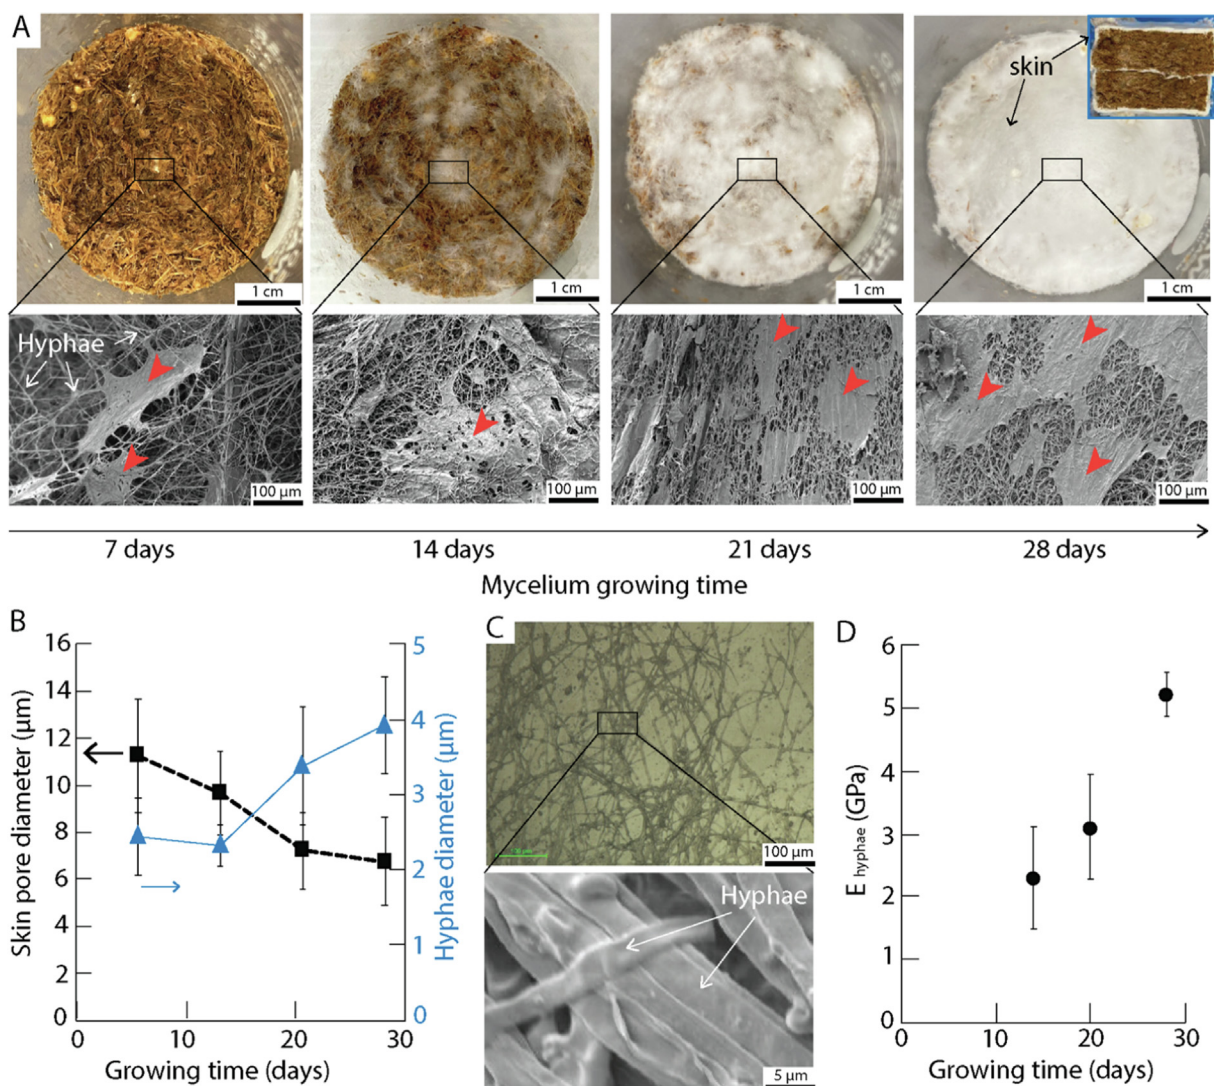 A
skin
1 cm
1 cm
1 cm
1 cm
Hyphae
100 µm
100 µm
100 µm
100 µm
7 days
14 days
21 days
28 days
Mycelium growing time
B
16
14
12
10
8
6
4
2
0
Skin pore diameter (µm)
5
4
3
2
1
0
Hyphae diameter (µm)
0
10
20
30
Growing time (days)
C
100 µm
Hyphae
5 µm
D
6
5
4
3
2
1
0
E hyphae (GPa)
0
10
20
30
Growing time (days)